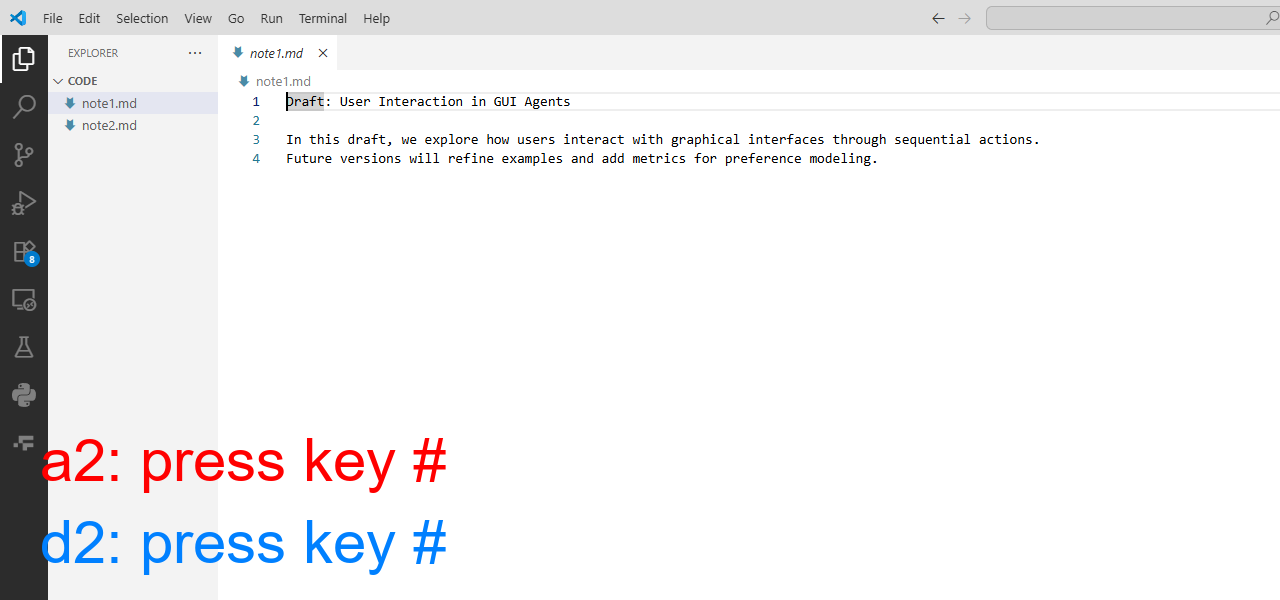 File Edit Selection View Go Run Terminal Help
EXPLORER ···
note1.md
CODE
note1.md
note1.md
note2.md
1 Draft: User Interaction in GUI Agents
2
3 In this draft, we explore how users interact with graphical interfaces through sequential actions.
4 Future versions will refine examples and add metrics for preference modeling.
8
a2: press key #
d2: press key #